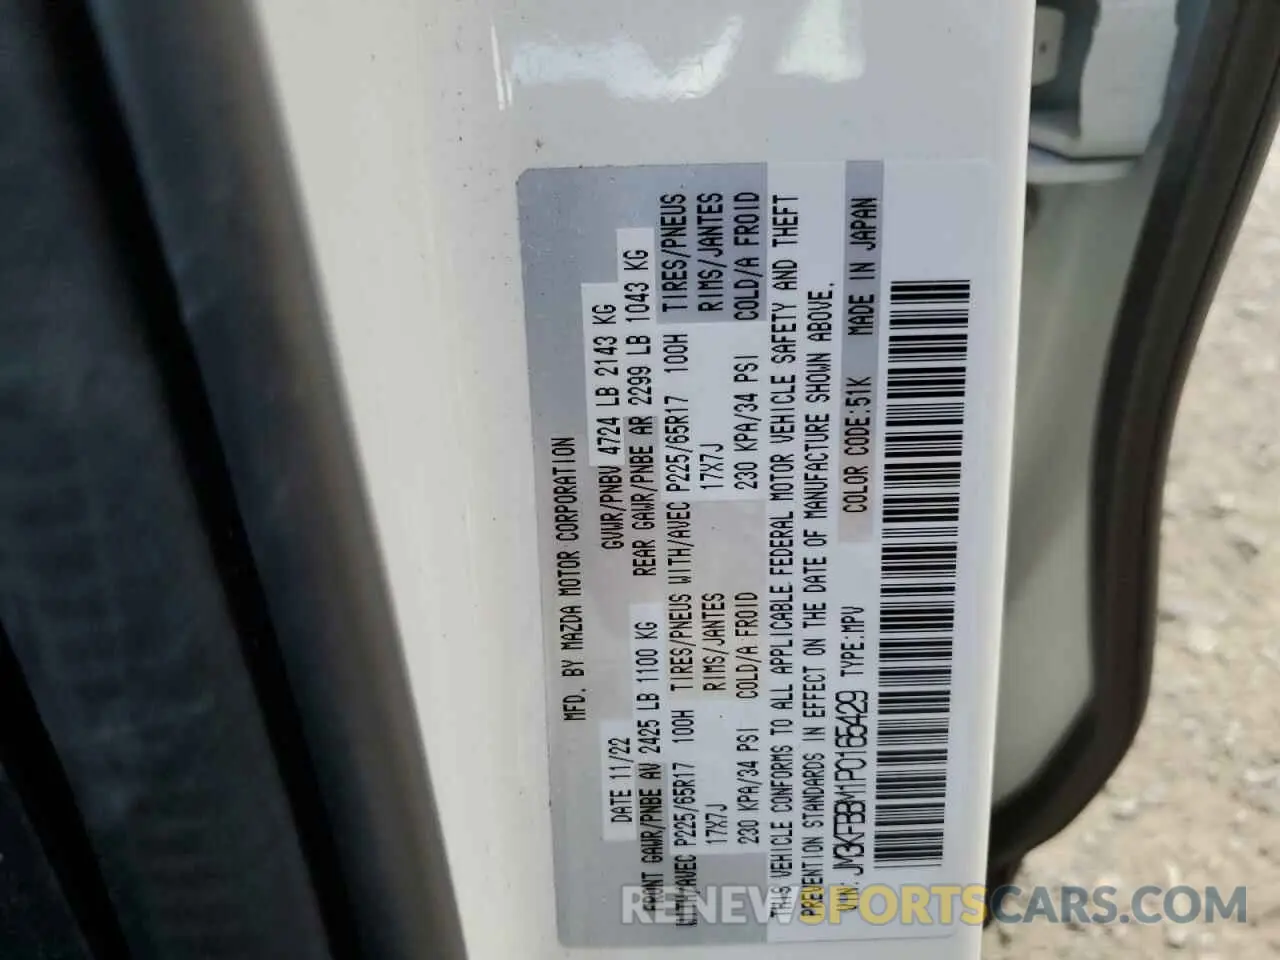 MFD. BY MAZDA MOTOR CORPORATION
DATE 11/22 GVWR/PNBV 4724 LB 2143 KG
FRONT GAWR/PNBE AV 2425 LB 1100 KG REAR GAWR/PNBE AR 2299 LB 1043 KG
WITH/AVEC P225/65R17 100H TIRES/PNEUS WITH/AVEC P225/65R17 100H TIRES/PNEUS
17X7J RIMS/JANTES 17X7J RIMS/JANTES
230 KPA/34 PSI COLD/A FROID 230 KPA/34 PSI COLD/A FROID
THIS VEHICLE CONFORMS TO ALL APPLICABLE FEDERAL MOTOR VEHICLE SAFETY AND THEFT
PREVENTION STANDARDS IN EFFECT ON THE DATE OF MANUFACTURE SHOWN ABOVE.
VIN: JM3KFBBM1P0165429 TYPE:MPV COLOR CODE:51K MADE IN JAPAN
RENEWSPORTSCARS.COM